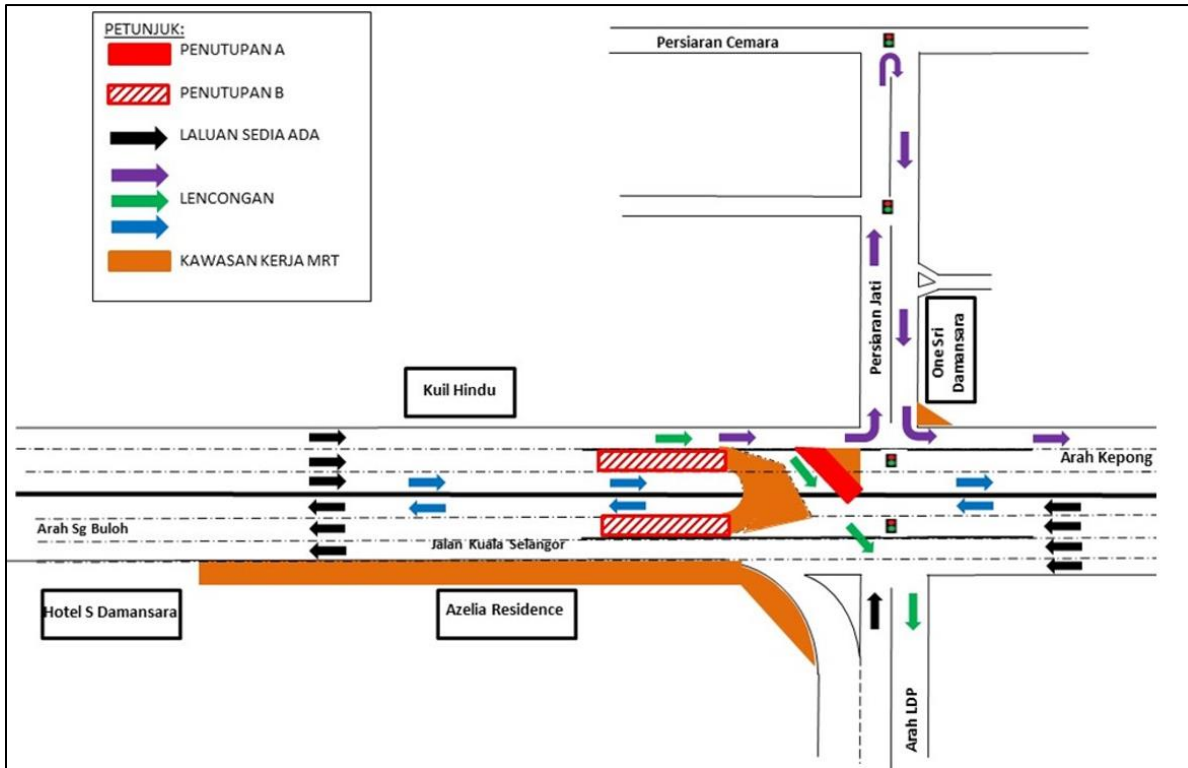 PETUNJUK:
PENUTUPAN A
PENUTUPAN B
LALUAN SEDIA ADA
LENCONGAN
KAWASAN KERJA MRT
Persiaran Cemara
Persiaran Jati
One Sri
Damansara
Kuil Hindu
Arah Kepong
Arah Sg Buloh
Jalan Kuala Selangor
Hotel S Damansara
Azelia Residence
Arah LDP